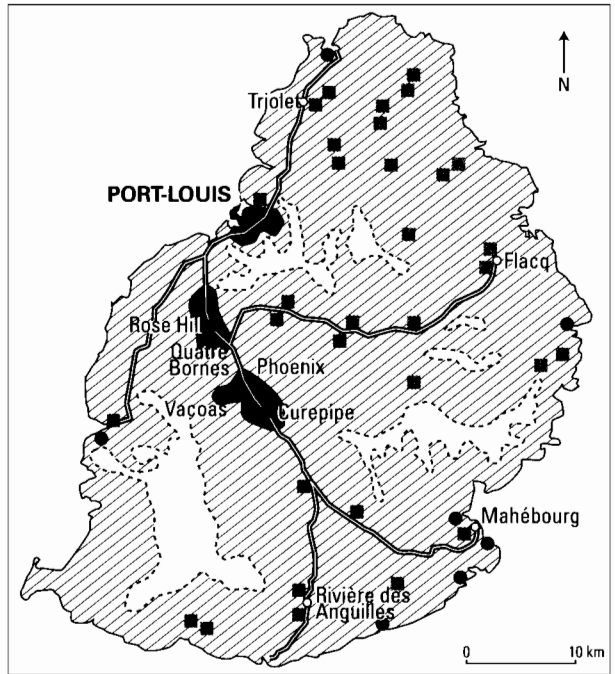 N
Triolet
PORT-LOUIS
Flacq
Rose Hill
Quatre
Bornes
Phoenix
Vacoas
Curepipe
Mahébourg
Rivière des
Anguilles
0 10 km